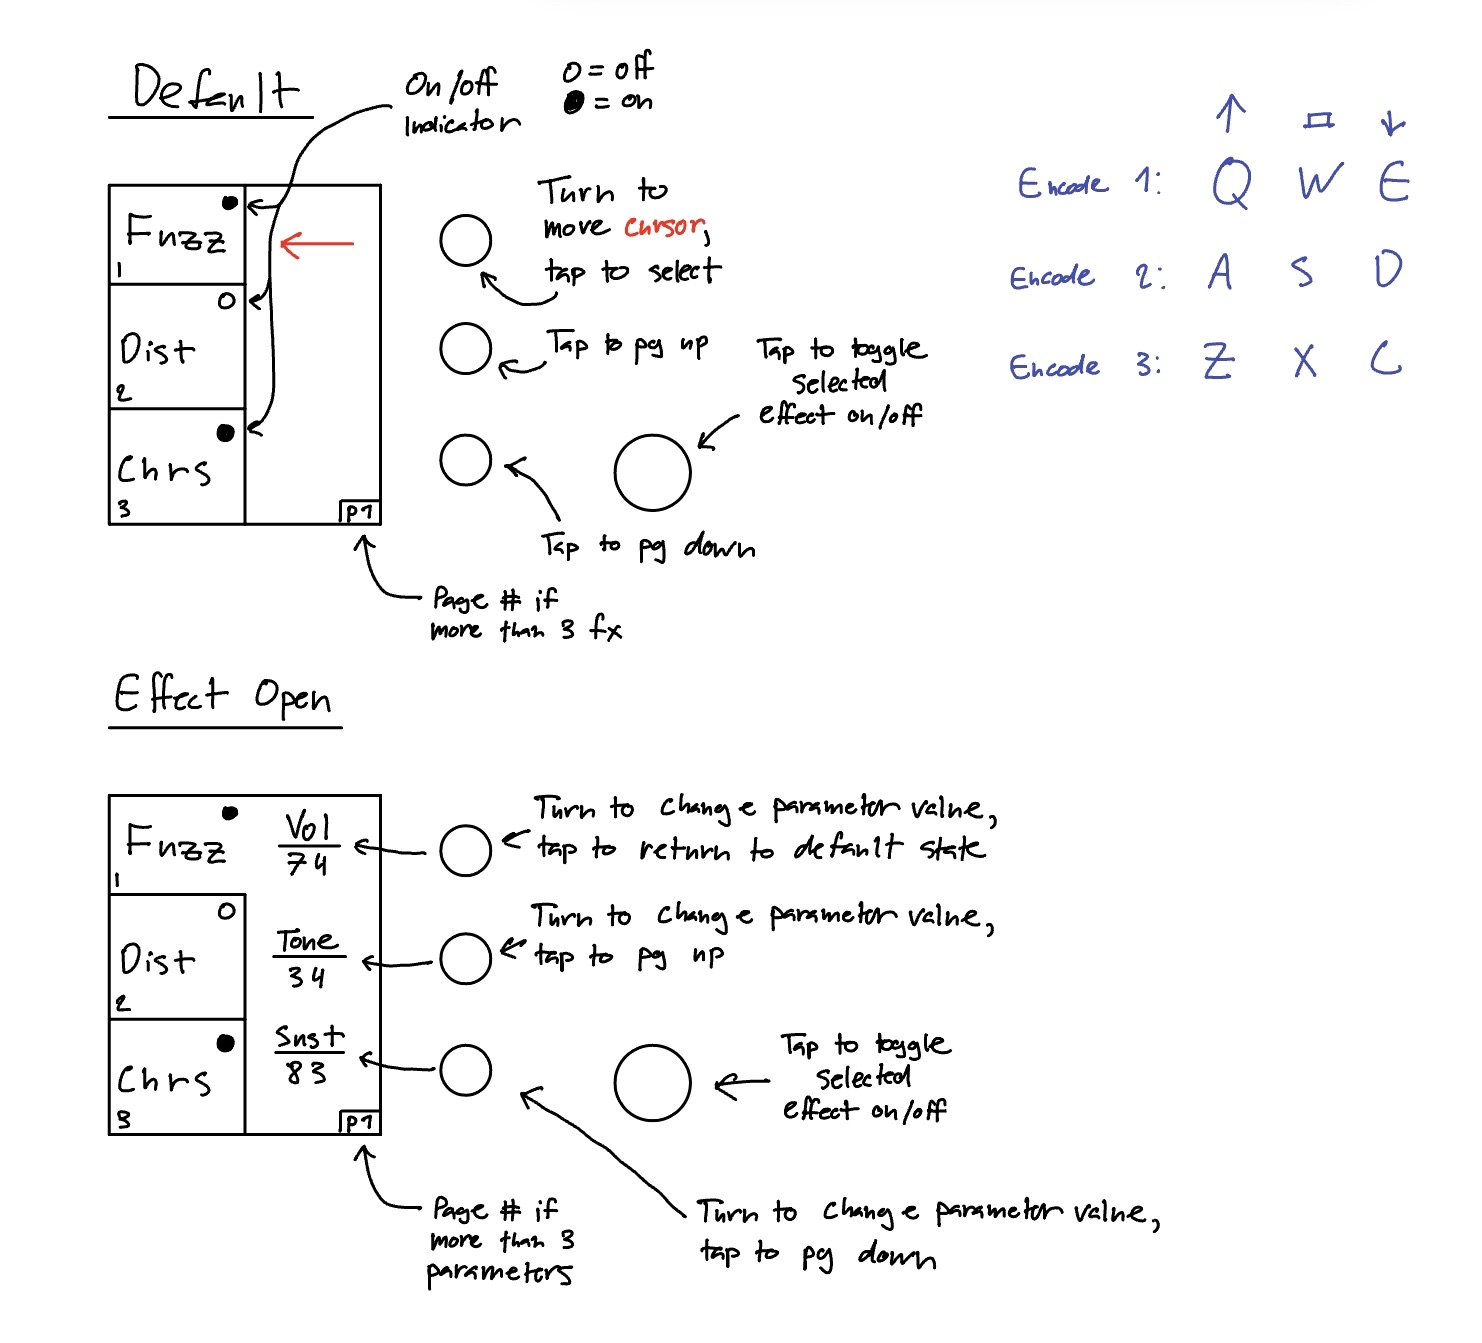 Default
On/off
Indicator
o = off
● = on
Fuzz
1
Dist
2
Chrs
3
P1
Turn to
move cursor,
tap to select
Tap to pg up
Tap to toggle
selected
effect on/off
Tap to pg down
Page # if
more than 3 fx
↑ ▭ ↓
Encode 1: Q W E
Encode 2: A S D
Encode 3: Z X C
Effect Open
Fuzz
1
Dist
2
Chrs
3
Vol
74
Tone
34
Snst
83
P1
Turn to change parameter value,
tap to return to default state
Turn to change parameter value,
tap to pg up
Tap to toggle
selected
effect on/off
Turn to change parameter value,
tap to pg down
Page # if
more than 3
parameters